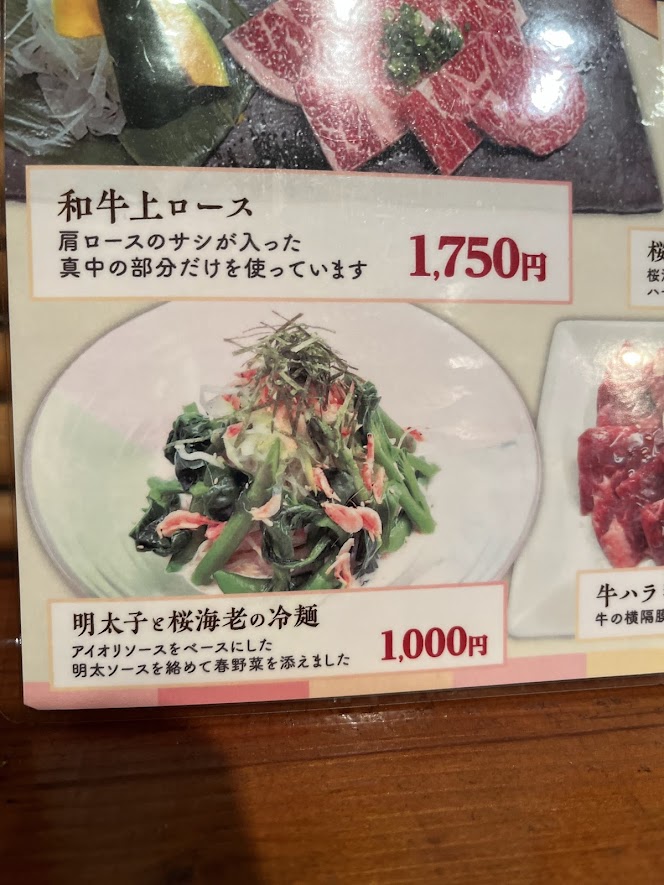 和牛上ロース
肩ロースのサシが入った
真中の部分だけを使っています
1,750円
桜
明太子と桜海老の冷麺
アイオリソースをベースにした
明太ソースを絡めて春野菜を添えました
1,000円
牛ハラ
牛の横隔膜